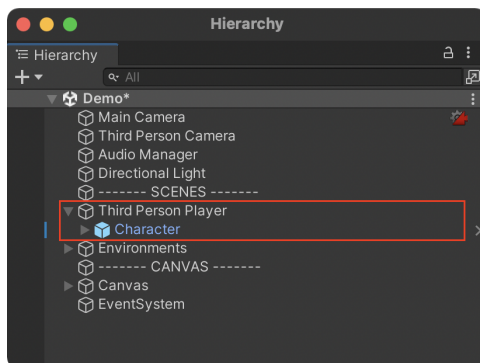 Hierarchy
Hierarchy
All
Demo*
Main Camera
Third Person Camera
Audio Manager
Directional Light
------- SCENES -------
Third Person Player
Character
Environments
------- CANVAS -------
Canvas
EventSystem